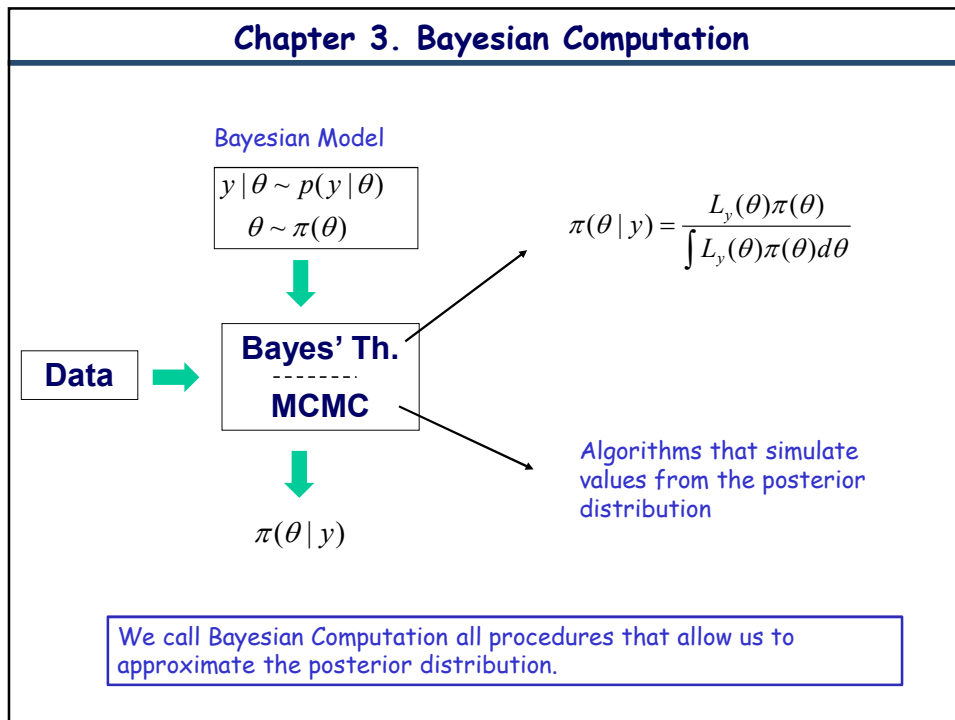 Chapter 3. Bayesian Computation
Bayesian Model
y | θ ~ p(y | θ)
θ ~ π(θ)
π(θ | y) = L_y(θ)π(θ) / ∫ L_y(θ)π(θ)dθ
Data
Bayes’ Th.
MCMC
Algorithms that simulate
values from the posterior
distribution
π(θ | y)
We call Bayesian Computation all procedures that allow us to
approximate the posterior distribution.